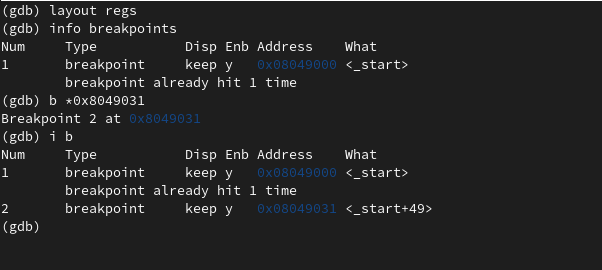 (gdb) layout regs
(gdb) info breakpoints
Num     Type           Disp Enb Address    What
1       breakpoint     keep y   0x08049000 <_start>
        breakpoint already hit 1 time
(gdb) b *0x8049031
Breakpoint 2 at 0x8049031
(gdb) i b
Num     Type           Disp Enb Address    What
1       breakpoint     keep y   0x08049000 <_start>
        breakpoint already hit 1 time
2       breakpoint     keep y   0x08049031 <_start+49>
(gdb)